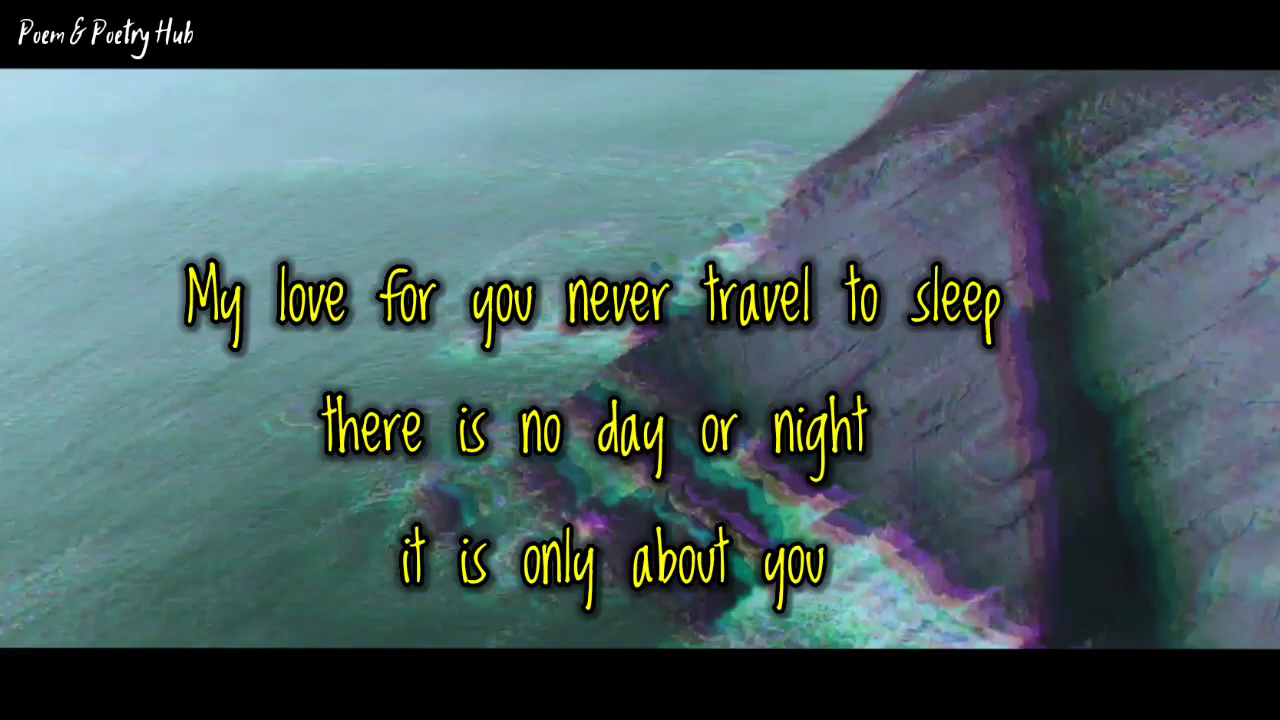 Poem & Poetry Hub
My love for you never travel to sleep
there is no day or night
it is only about you